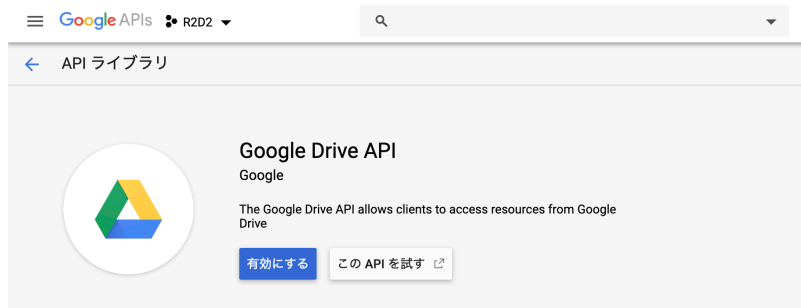 Google APIs R2D2
API ライブラリ
Google Drive API
Google
The Google Drive API allows clients to access resources from Google
Drive
有効にする この API を試す